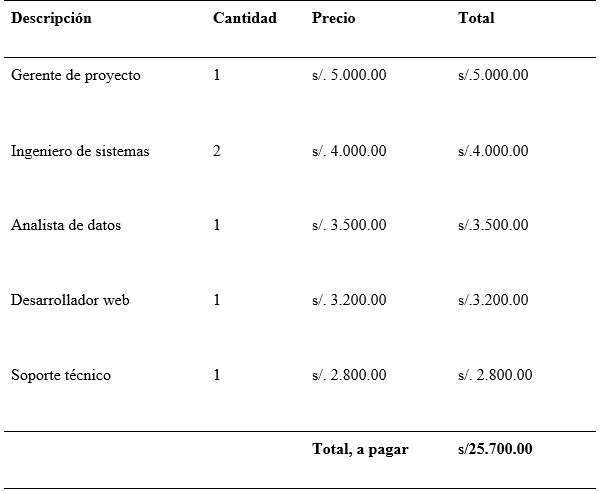 Descripción Cantidad Precio Total
Gerente de proyecto 1 s/. 5.000.00 s/.5.000.00
Ingeniero de sistemas 2 s/. 4.000.00 s/.4.000.00
Analista de datos 1 s/. 3.500.00 s/.3.500.00
Desarrollador web 1 s/. 3.200.00 s/.3.200.00
Soporte técnico 1 s/. 2.800.00 s/. 2.800.00
Total, a pagar s/25.700.00